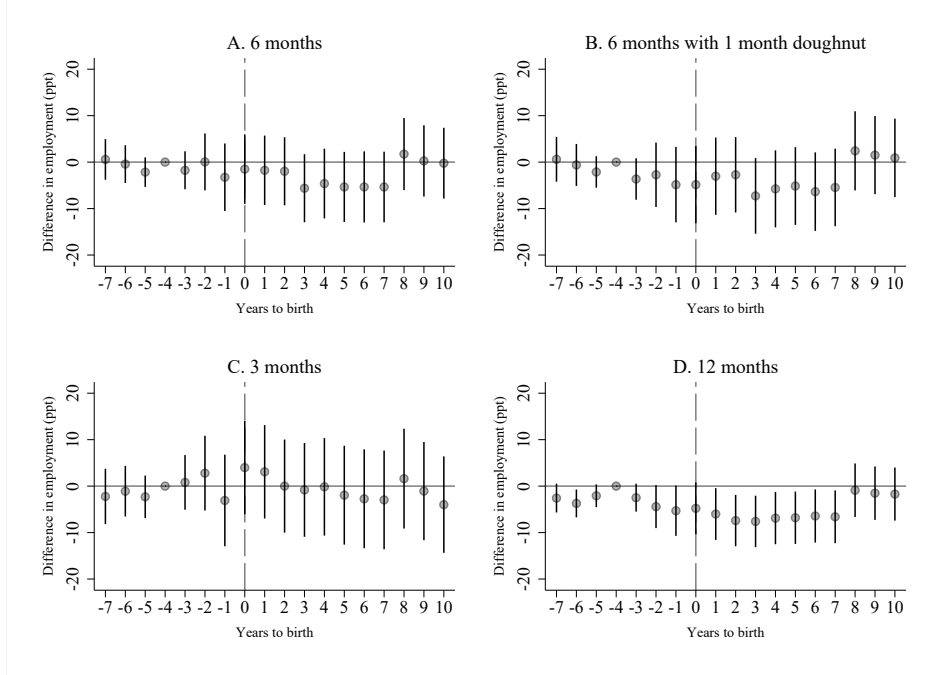 A. 6 months
Difference in employment (ppt)
20
10
0
-10
-20
-7 -6 -5 -4 -3 -2 -1 0 1 2 3 4 5 6 7 8 9 10
Years to birth
B. 6 months with 1 month doughnut
Difference in employment (ppt)
20
10
0
-10
-20
-7 -6 -5 -4 -3 -2 -1 0 1 2 3 4 5 6 7 8 9 10
Years to birth
C. 3 months
Difference in employment (ppt)
20
10
0
-10
-20
-7 -6 -5 -4 -3 -2 -1 0 1 2 3 4 5 6 7 8 9 10
Years to birth
D. 12 months
Difference in employment (ppt)
20
10
0
-10
-20
-7 -6 -5 -4 -3 -2 -1 0 1 2 3 4 5 6 7 8 9 10
Years to birth